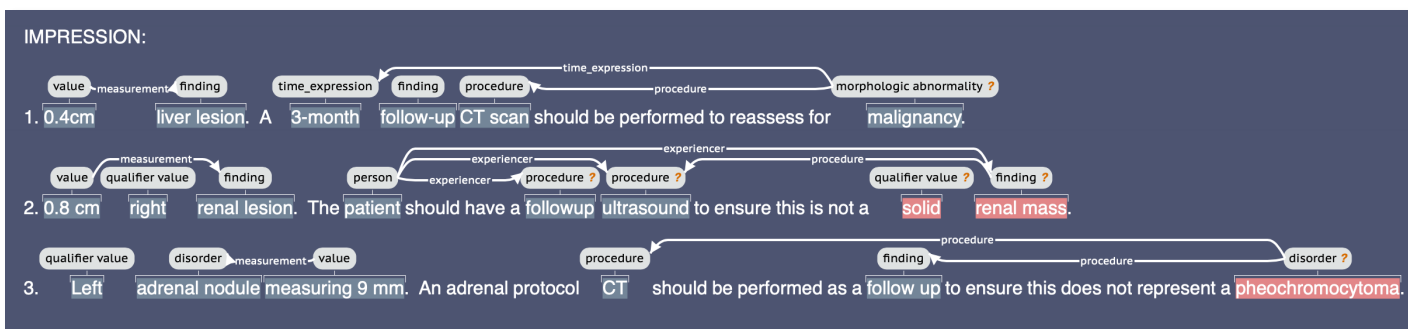 IMPRESSION:
time_expression
value measurement finding time_expression finding procedure procedure morphologic abnormality ?
1. 0.4cm liver lesion. A 3-month follow-up CT scan should be performed to reassess for malignancy.
experiencer
measurement experiencer procedure
value qualifier value finding person experiencer procedure ? procedure ? qualifier value ? finding ?
2. 0.8 cm right renal lesion. The patient should have a followup ultrasound to ensure this is not a solid renal mass.
procedure
qualifier value disorder measurement value procedure finding procedure disorder ?
3. Left adrenal nodule measuring 9 mm. An adrenal protocol CT should be performed as a follow up to ensure this does not represent a pheochromocytoma.